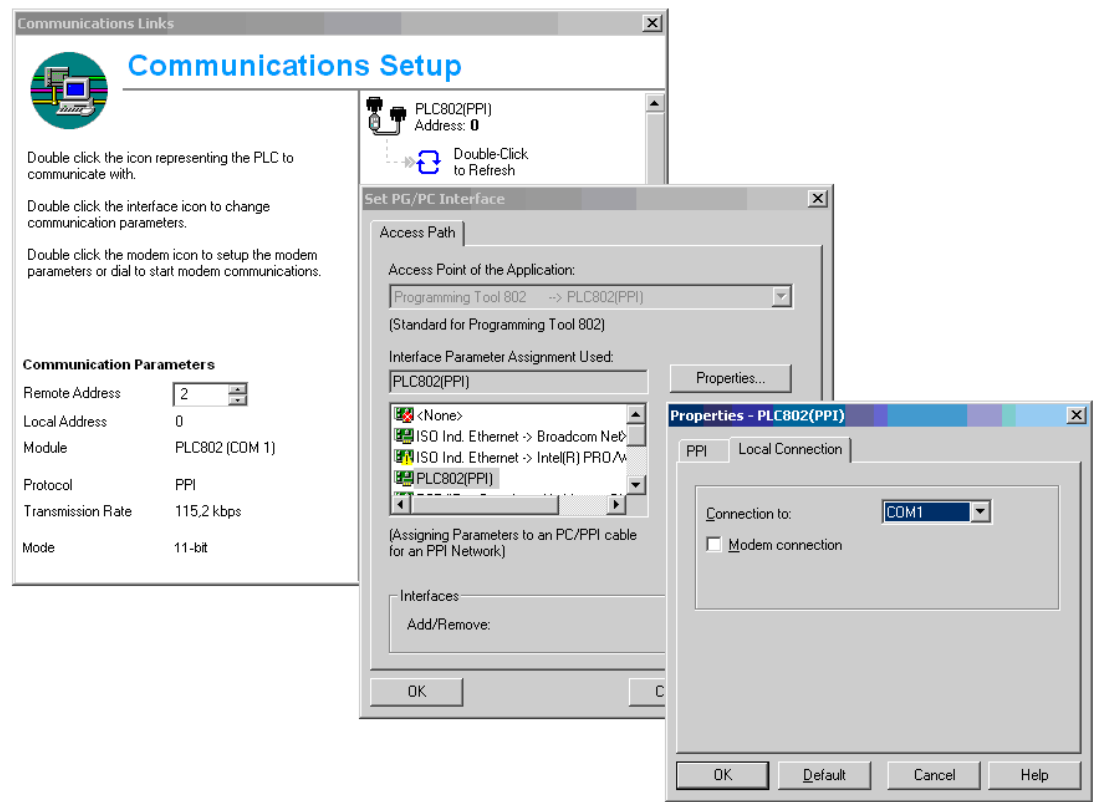 Communications Links
Communications Setup
PLC802(PPI)
Address: 0
Double-Click
to Refresh
Double click the icon representing the PLC to
communicate with.
Double click the interface icon to change
communication parameters.
Double click the modem icon to setup the modem
parameters or dial to start modem communications.
Communication Parameters
Remote Address 2
Local Address 0
Module PLC802 (COM 1)
Protocol PPI
Transmission Rate 115,2 kbps
Mode 11-bit
Set PG/PC Interface
Access Path
Access Point of the Application:
Programming Tool 802 --> PLC802(PPI)
(Standard for Programming Tool 802)
Interface Parameter Assignment Used:
PLC802(PPI)
Properties...
<None>
ISO Ind. Ethernet -> Broadcom Net>
ISO Ind. Ethernet -> Intel(R) PRO/
PLC802(PPI)
(Assigning Parameters to an PC/PPI cable
for an PPI Network)
Interfaces
Add/Remove:
OK
C
Properties - PLC802(PPI)
PPI Local Connection
Connection to: COM1
Modem connection
OK Default Cancel Help